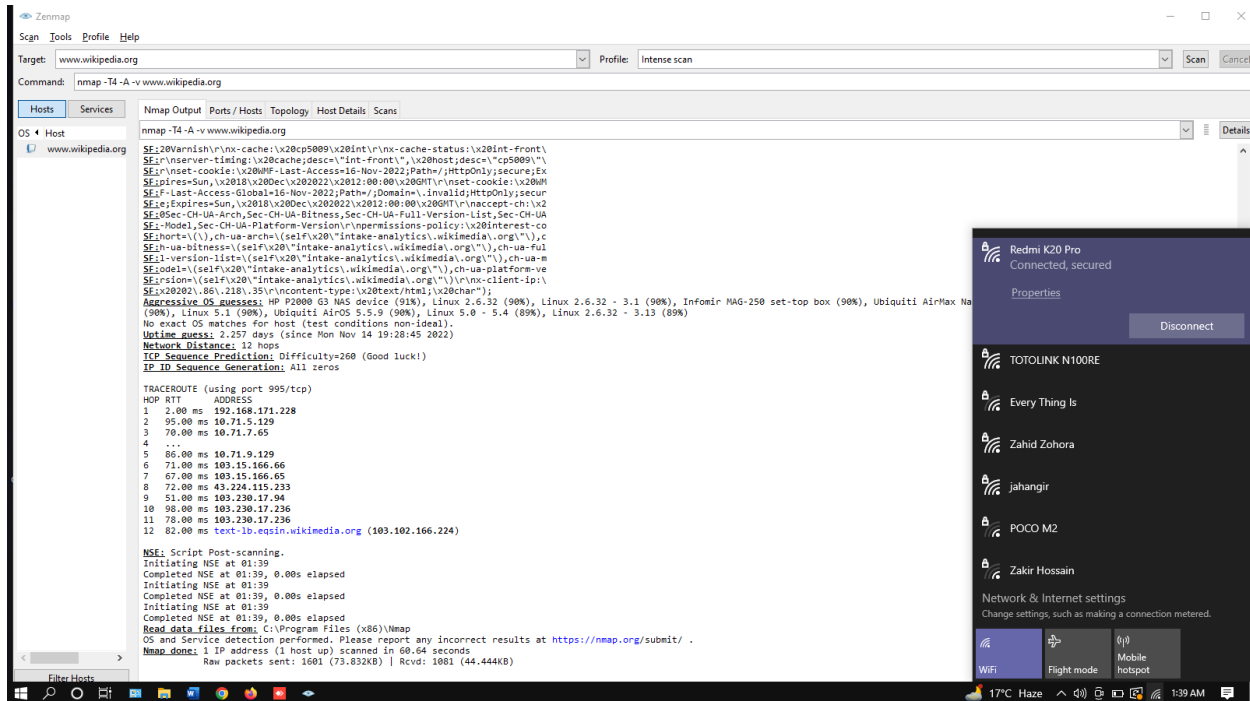 Zenmap
Scan Tools Profile Help
Target: www.wikipedia.org Profile: Intense scan Scan Cancel
Command: nmap -T4 -A -v www.wikipedia.org
Hosts Services Nmap Output Ports / Hosts Topology Host Details Scans
OS Host nmap -T4 -A -v www.wikipedia.org Details
www.wikipedia.org
SF:20Varnish\r\nx-cache:\x20cp5009\x20int\r\nx-cache-status:\x20int-front\
SF:r\nserver-timing:\x20cache;desc=\"int-front\",\x20host;desc=\"cp5009\"\
SF:r\nset-cookie:\x20WMF-Last-Access=16-Nov-2022;Path=/;HttpOnly;secure;Ex
SF:pires=Sun,\x2018\x20Dec\x202022\x2012:00:00\x20GMT\r\nset-cookie:\x20WM
SF:F-Last-Access-Global=16-Nov-2022;Path=/;Domain=\.invalid;HttpOnly;secur
SF:e;Expires=Sun,\x2018\x20Dec\x202022\x2012:00:00\x20GMT\r\naccept-ch:\x2
SF:0Sec-CH-UA-Arch,Sec-CH-UA-Bitness,Sec-CH-UA-Full-Version-List,Sec-CH-UA
SF:-Model,Sec-CH-UA-Platform-Version\r\npermissions-policy:\x20interest-co
SF:hort=\(\),ch-ua-arch=\(self\x20\"intake-analytics\.wikimedia\.org\"\),c
SF:h-ua-bitness=\(self\x20\"intake-analytics\.wikimedia\.org\"\),ch-ua-ful
SF:l-version-list=\(self\x20\"intake-analytics\.wikimedia\.org\"\),ch-ua-m
SF:odel=\(self\x20\"intake-analytics\.wikimedia\.org\"\),ch-ua-platform-ve
SF:rsion=\(self\x20\"intake-analytics\.wikimedia\.org\"\)\r\nx-client-ip:\
SF:x20202\.86\.218\.35\r\ncontent-type:\x20text/html;\x20char");
Aggressive OS guesses: HP P2000 G3 NAS device (91%), Linux 2.6.32 (90%), Linux 2.6.32 - 3.1 (90%), Infomir MAG-250 set-top box (90%), Ubiquiti AirMax Na
(90%), Linux 5.1 (90%), Ubiquiti AirOS 5.5.9 (90%), Linux 5.0 - 5.4 (89%), Linux 2.6.32 - 3.13 (89%)
No exact OS matches for host (test conditions non-ideal).
Uptime guess: 2.257 days (since Mon Nov 14 19:28:45 2022)
Network Distance: 12 hops
TCP Sequence Prediction: Difficulty=260 (Good luck!)
IP ID Sequence Generation: All zeros
TRACEROUTE (using port 995/tcp)
HOP RTT ADDRESS
1 2.00 ms 192.168.171.228
2 95.00 ms 10.71.5.129
3 70.00 ms 10.71.7.65
4 ...
5 86.00 ms 10.71.9.129
6 71.00 ms 103.15.166.66
7 67.00 ms 103.15.166.65
8 72.00 ms 43.224.115.233
9 51.00 ms 103.230.17.94
10 98.00 ms 103.230.17.236
11 78.00 ms 103.230.17.236
12 82.00 ms text-lb.eqsin.wikimedia.org (103.102.166.224)
NSE: Script Post-scanning.
Initiating NSE at 01:39
Completed NSE at 01:39, 0.00s elapsed
Initiating NSE at 01:39
Completed NSE at 01:39, 0.00s elapsed
Initiating NSE at 01:39
Completed NSE at 01:39, 0.00s elapsed
Read data files from: C:\Program Files (x86)\Nmap
OS and Service detection performed. Please report any incorrect results at https://nmap.org/submit/ .
Nmap done: 1 IP address (1 host up) scanned in 60.64 seconds
Raw packets sent: 1601 (73.832KB) | Rcvd: 1081 (44.444KB)
Filter Hosts
Redmi K20 Pro
Connected, secured
Properties
Disconnect
TOTOLINK N100RE
Every Thing Is
Zahid Zohora
jahangir
POCO M2
Zakir Hossain
Network & Internet settings
Change settings, such as making a connection metered.
WiFi Flight mode Mobile hotspot
17°C Haze 1:39 AM